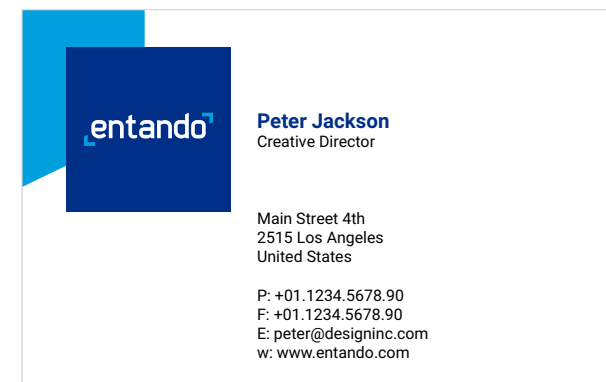 entando
Peter Jackson
Creative Director
Main Street 4th
2515 Los Angeles
United States
P: +01.1234.5678.90
F: +01.1234.5678.90
E: peter@designinc.com
w: www.entando.com